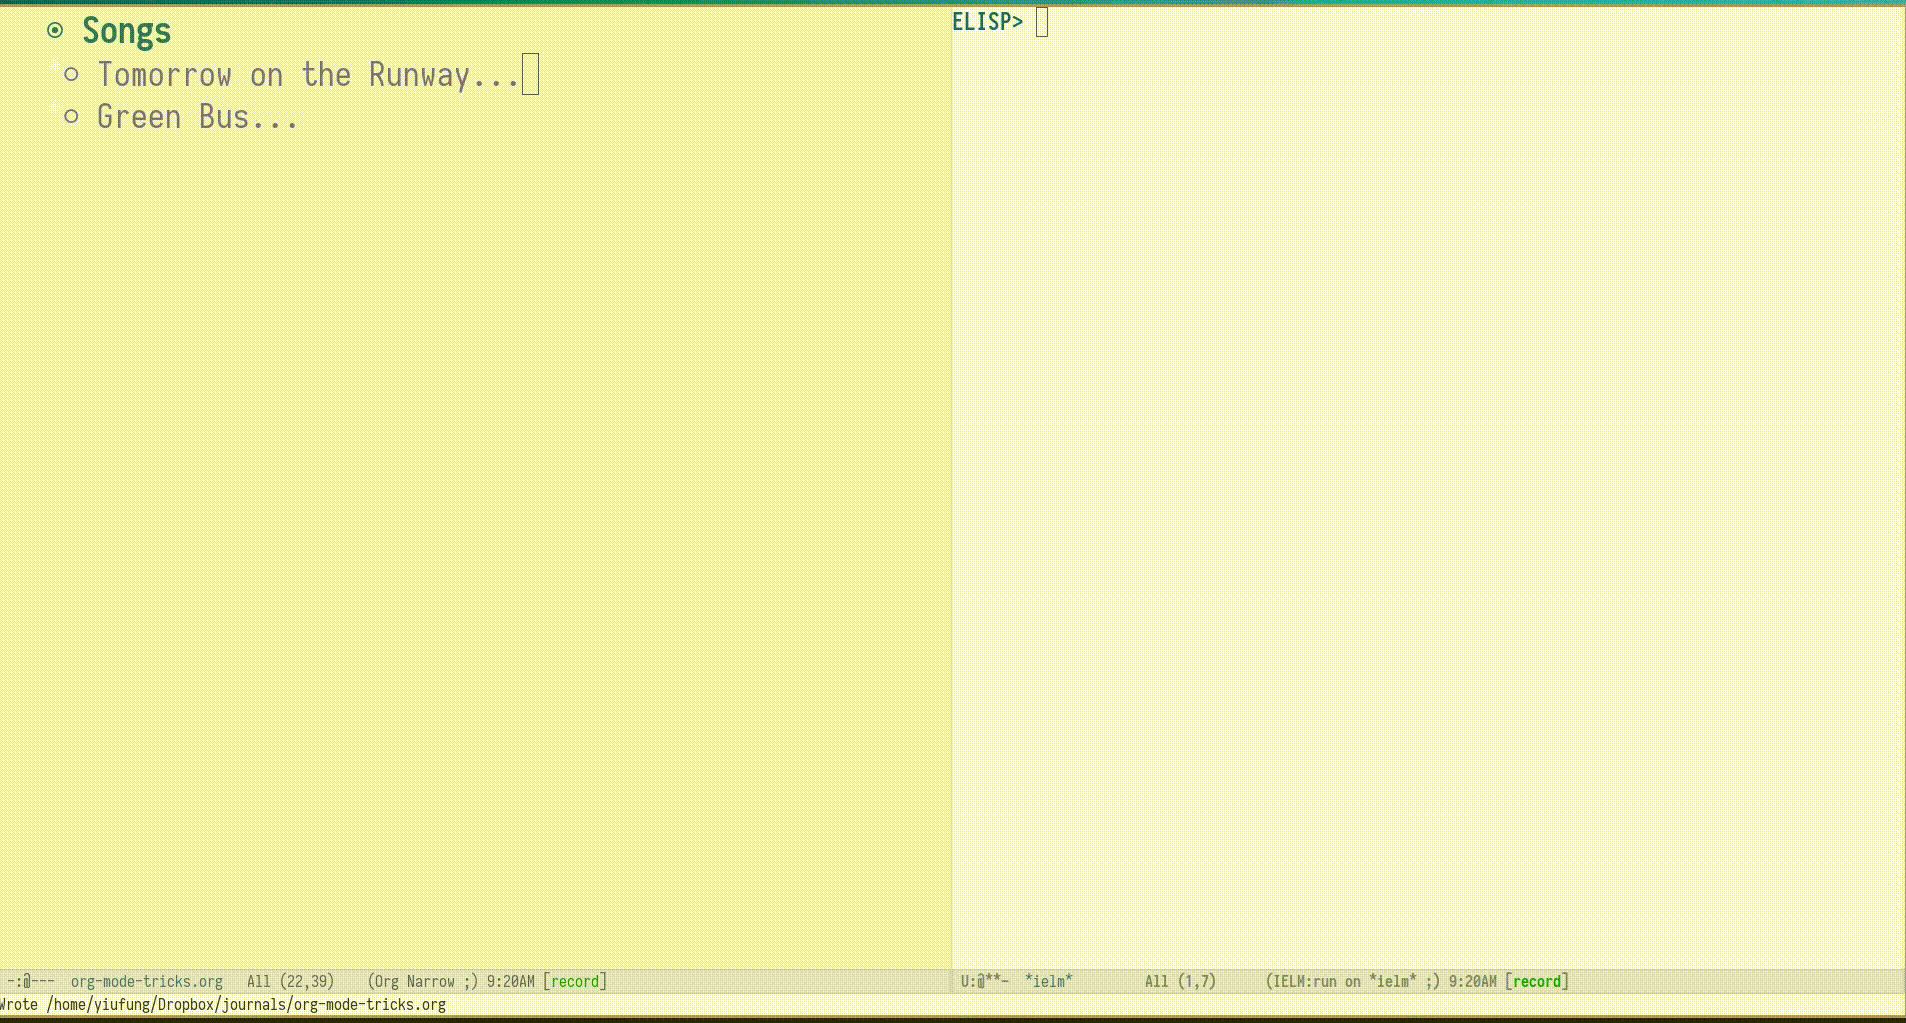 Songs
Tomorrow on the Runway...
Green Bus...
ELISP>
-:@--- org-mode-tricks.org All (22,39) (Org Narrow ;) 9:20AM [record]
U:@**- *ielm* All (1,7) (IELM:run on *ielm* ;) 9:20AM [record]
Wrote /home/yiufung/Dropbox/journals/org-mode-tricks.org